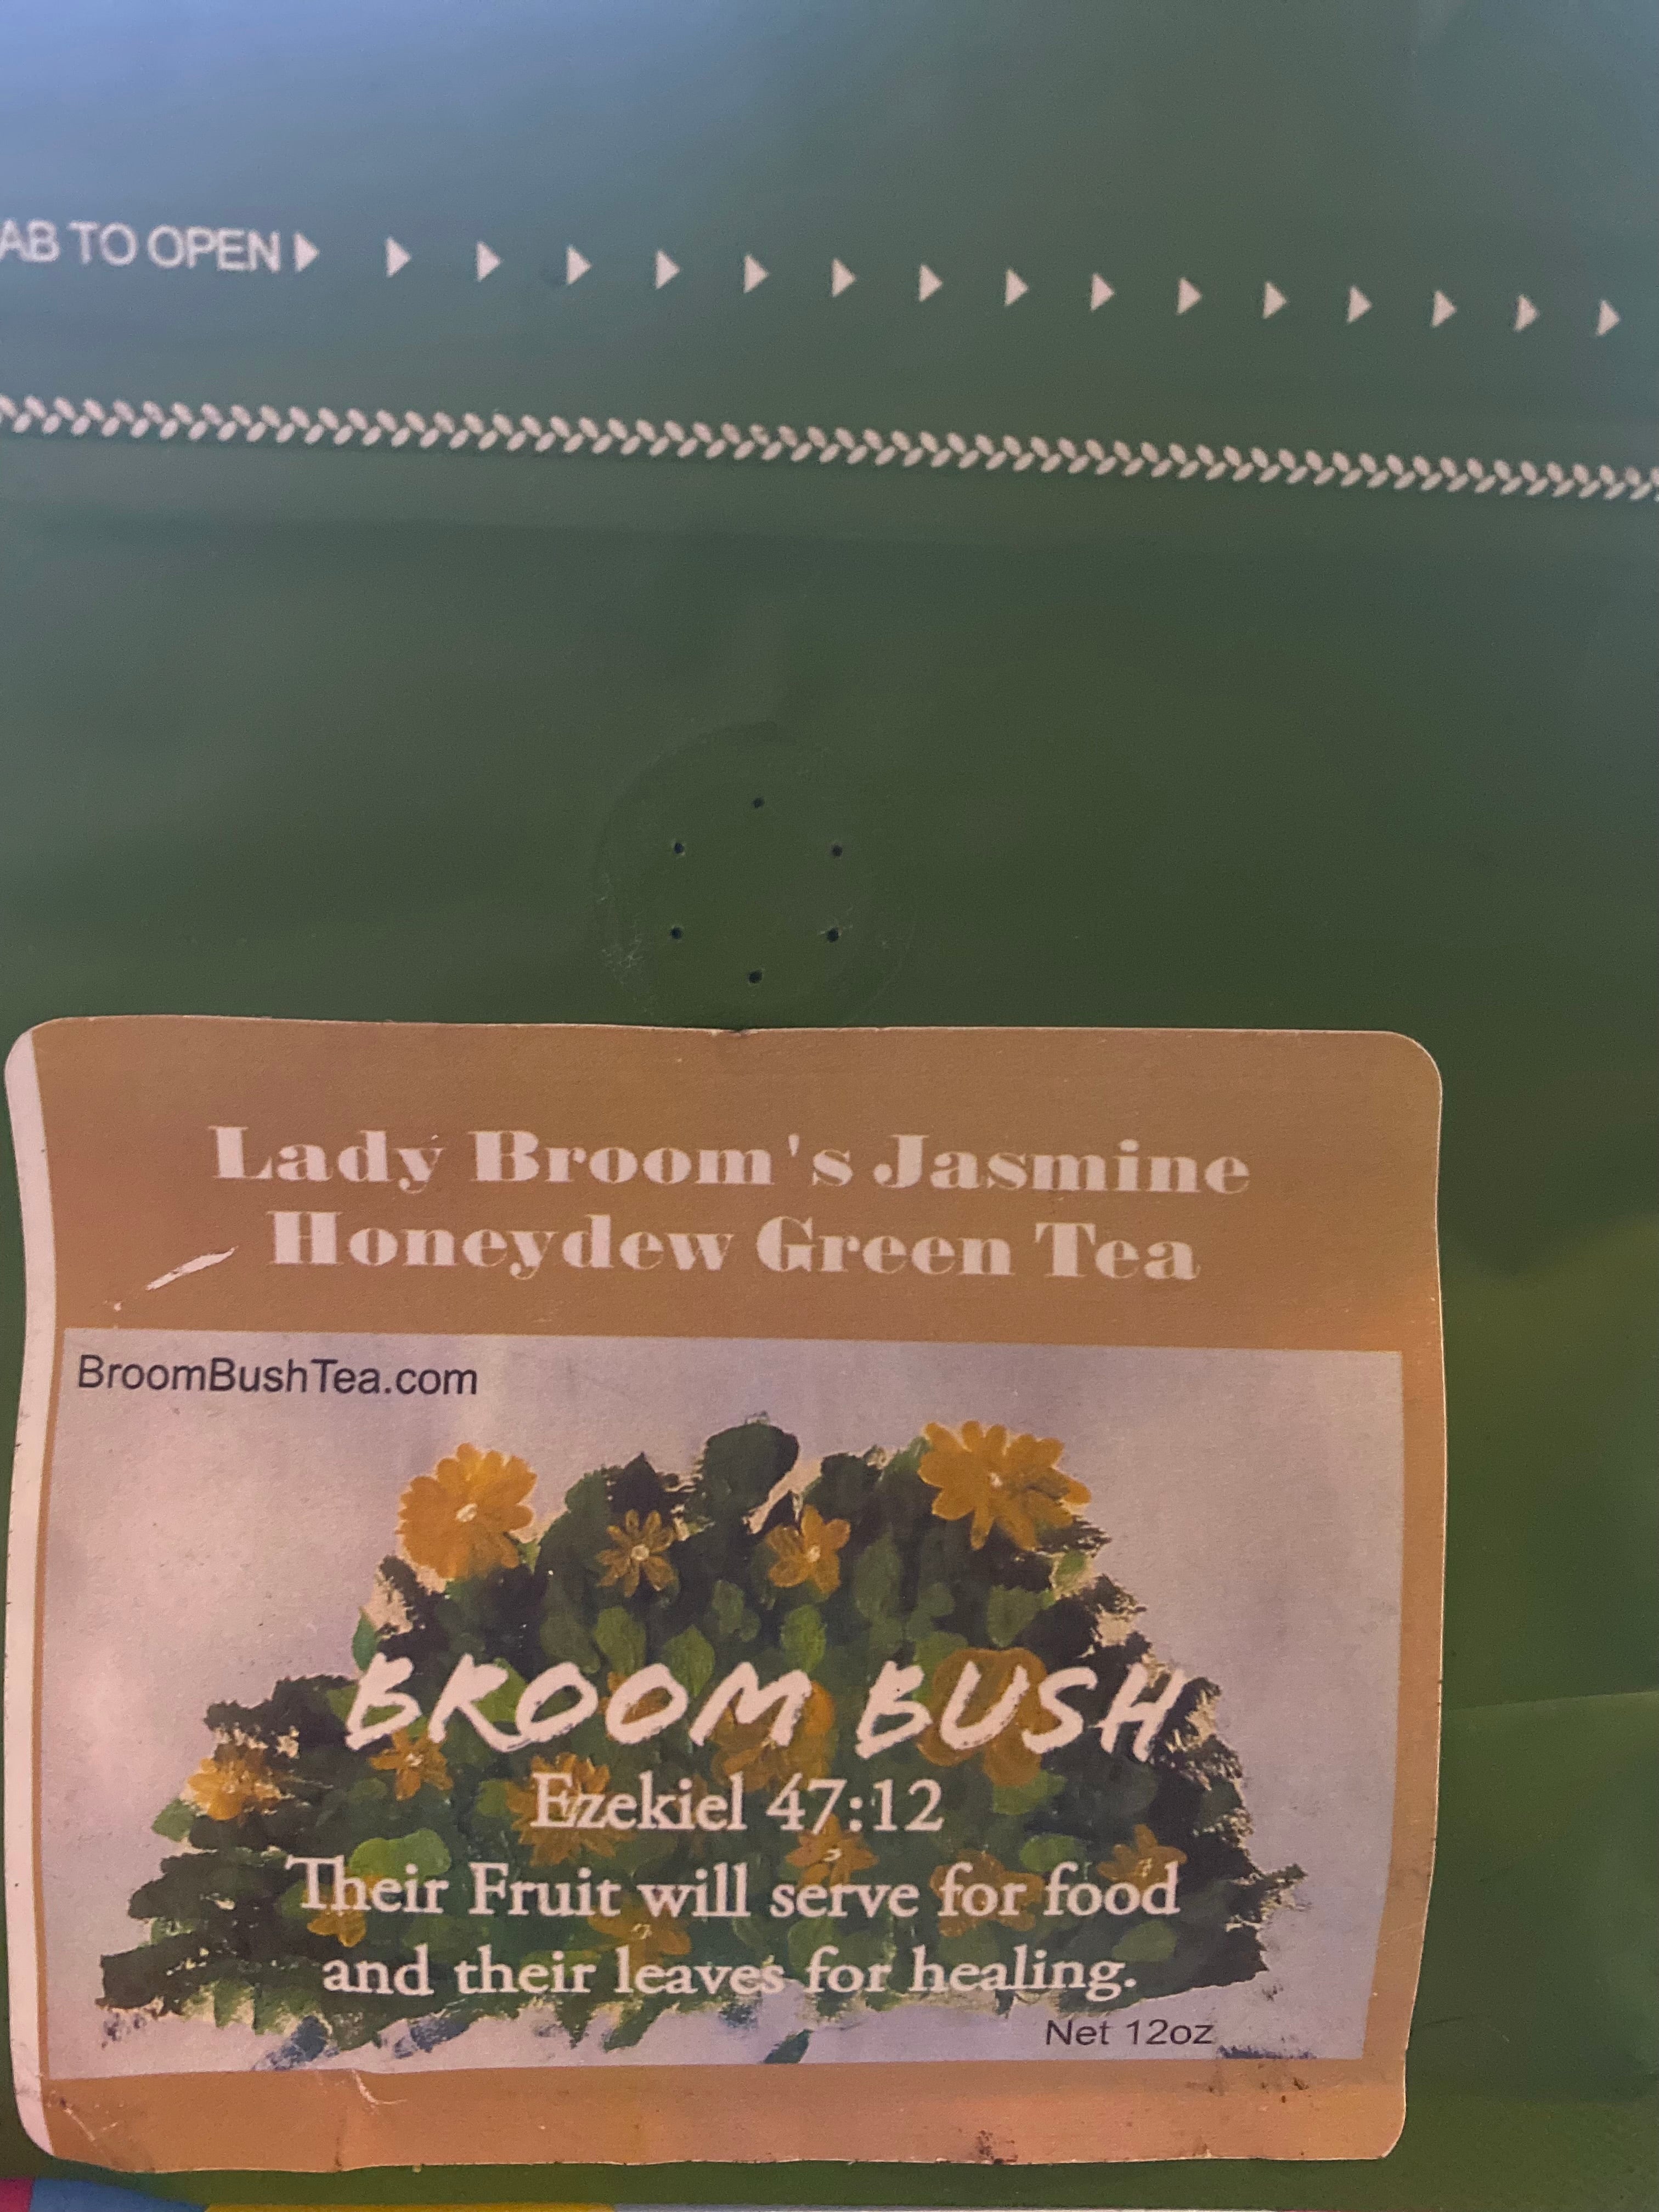 AB TO OPEN
Lady Broom's Jasmine
Honeydew Green Tea
BroomBushTea.com
BROOM BUSH
Ezekiel 47:12
Their Fruit will serve for food
and their leaves for healing.
Net 12oz